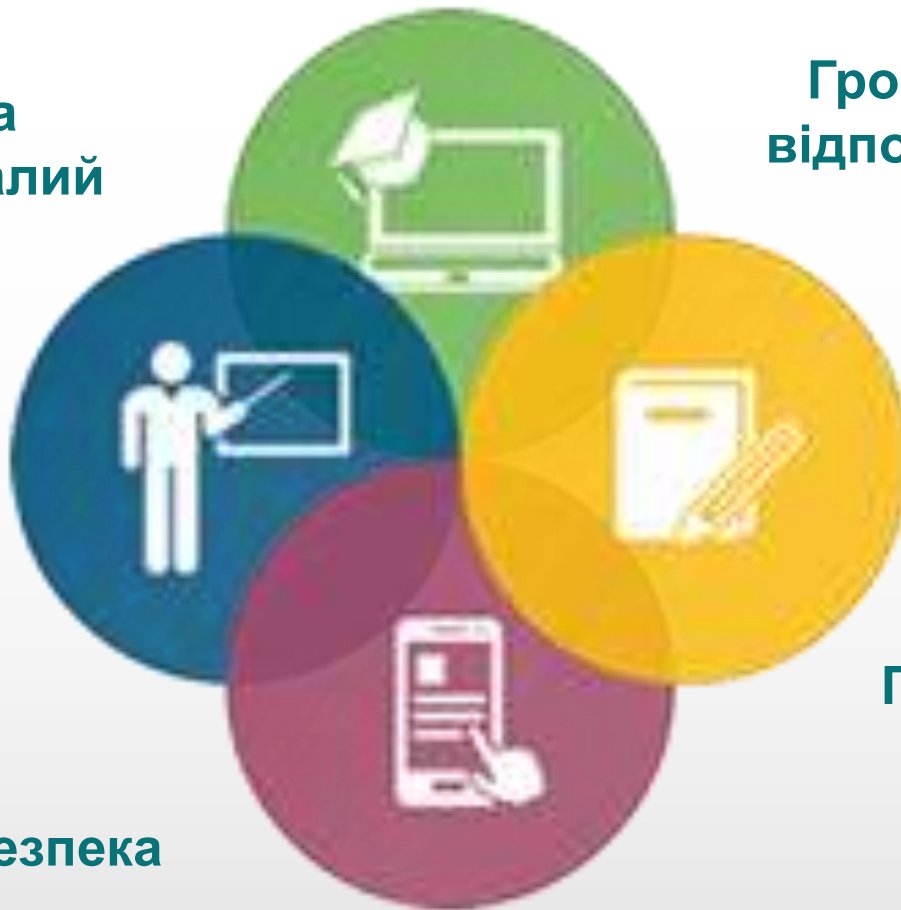 а
алий
Гро
відпо
П
езпека